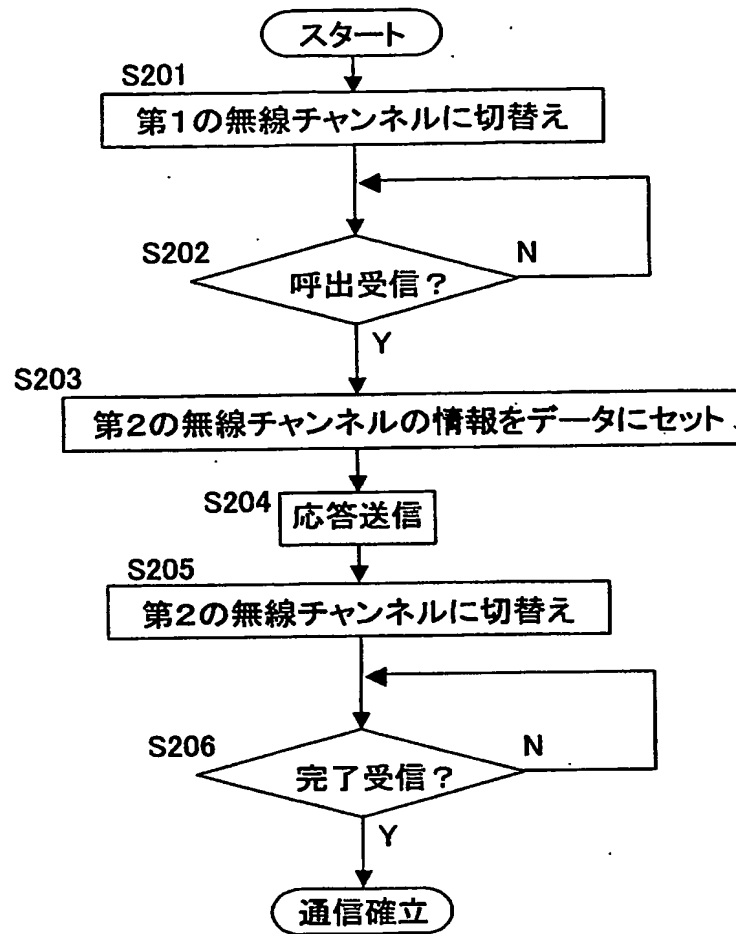 スタート
S201
第1の無線チャンネルに切替え
S202
呼出受信?
N
Y
S203
第2の無線チャンネルの情報をデータにセット
S204
応答送信
S205
第2の無線チャンネルに切替え
S206
完了受信?
N
Y
通信確立